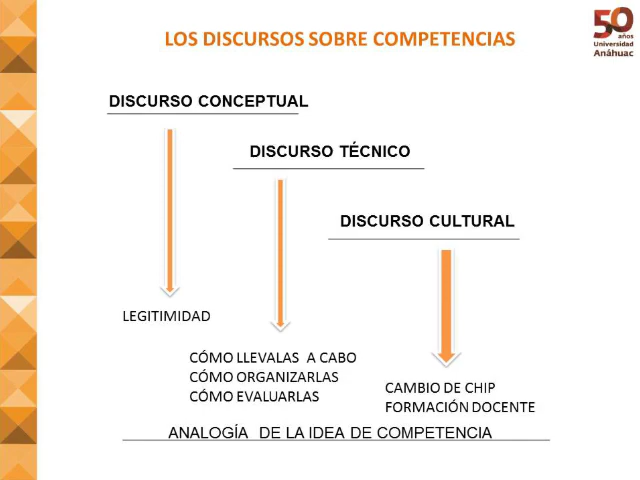 LOS DISCURSOS SOBRE COMPETENCIAS
50
años
Universidad
Anáhuac
DISCURSO CONCEPTUAL
DISCURSO TÉCNICO
DISCURSO CULTURAL
LEGITIMIDAD
CÓMO LLEVALAS A CABO
CÓMO ORGANIZARLAS
CÓMO EVALUARLAS
CAMBIO DE CHIP
FORMACIÓN DOCENTE
ANALOGÍA DE LA IDEA DE COMPETENCIA